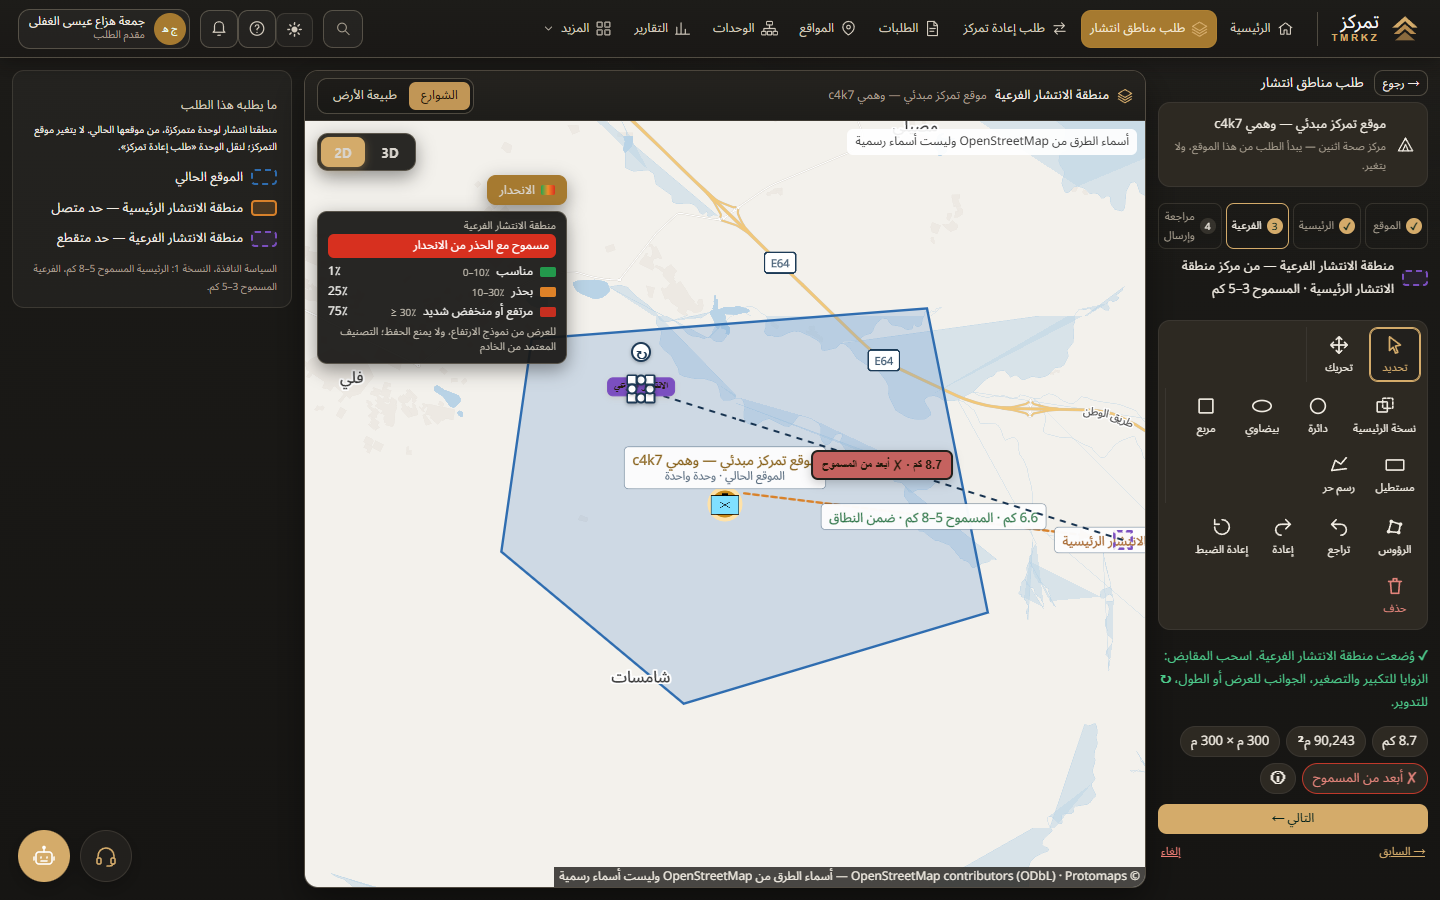 تمركز
TMRKZ
الرئيسية
طلب مناطق انتشار
طلب إعادة تمركز
الطلبات
المواقع
الوحدات
التقارير
المزيد
جمعة هزاع عيسى الغفلي
مقدم الطلب
ج ه
→ رجوع
طلب مناطق انتشار
موقع تمركز مبدئي — وهمي c4k7
مركز صحة اثنين — يبدأ الطلب من هذا الموقع، ولا يتغير.
✓ الموقع
✓ الرئيسية
3 الفرعية
4 مراجعة وإرسال
منطقة الانتشار الفرعية — من مركز منطقة
الانتشار الرئيسية · المسموح 3–5 كم
تحديد
تحريك
نسخة الرئيسية
دائرة
بيضاوي
مربع
مستطيل
رسم حر
الرؤوس
تراجع
إعادة
إعادة الضبط
حذف
✓ وُضعت منطقة الانتشار الفرعية. اسحب المقابض:
الزوايا للتكبير والتصغير، الجوانب للعرض أو الطول، ↻
للتدوير.
8.7 كم
90,243 م²
300 م × 300 م
✗ أبعد من المسموح
التالي ←
→ السابق
إلغاء
منطقة الانتشار الفرعية
موقع تمركز مبدئي — وهمي c4k7
الشوارع
طبيعة الأرض
أسماء الطرق من OpenStreetMap وليست أسماء رسمية
2D
3D
الانحدار
منطقة الانتشار الفرعية
مسموح مع الحذر من الانحدار
مناسب 0–10٪ 1٪
بحذر 10–30٪ 25٪
مرتفع أو منخفض شديد ≥ 30٪ 75٪
للعرض من نموذج الارتفاع، ولا يمنع الحفظ؛ التصنيف
المعتمد من الخادم
E64
E64
فلي
طريق الوطن
موقع تمركز مبدئي — وهمي c4k7
الموقع الحالي · وحدة واحدة
8.7 كم · ✗ أبعد من المسموح
6.6 كم · المسموح 5–8 كم · ضمن النطاق
الانتشار الرئيسية
شامسات
© OpenStreetMap contributors (ODbL) · Protomaps — أسماء الطرق من OpenStreetMap وليست أسماء رسمية
ما يطلبه هذا الطلب
منطقتا انتشار لوحدة متمركزة، من موقعها الحالي. لا يتغير موقع
التمركز؛ لنقل الوحدة «طلب إعادة تمركز».
الموقع الحالي
منطقة الانتشار الرئيسية — حد متصل
منطقة الانتشار الفرعية — حد متقطع
السياسة النافذة، النسخة 1: الرئيسية المسموح 5–8 كم، الفرعية
المسموح 3–5 كم.